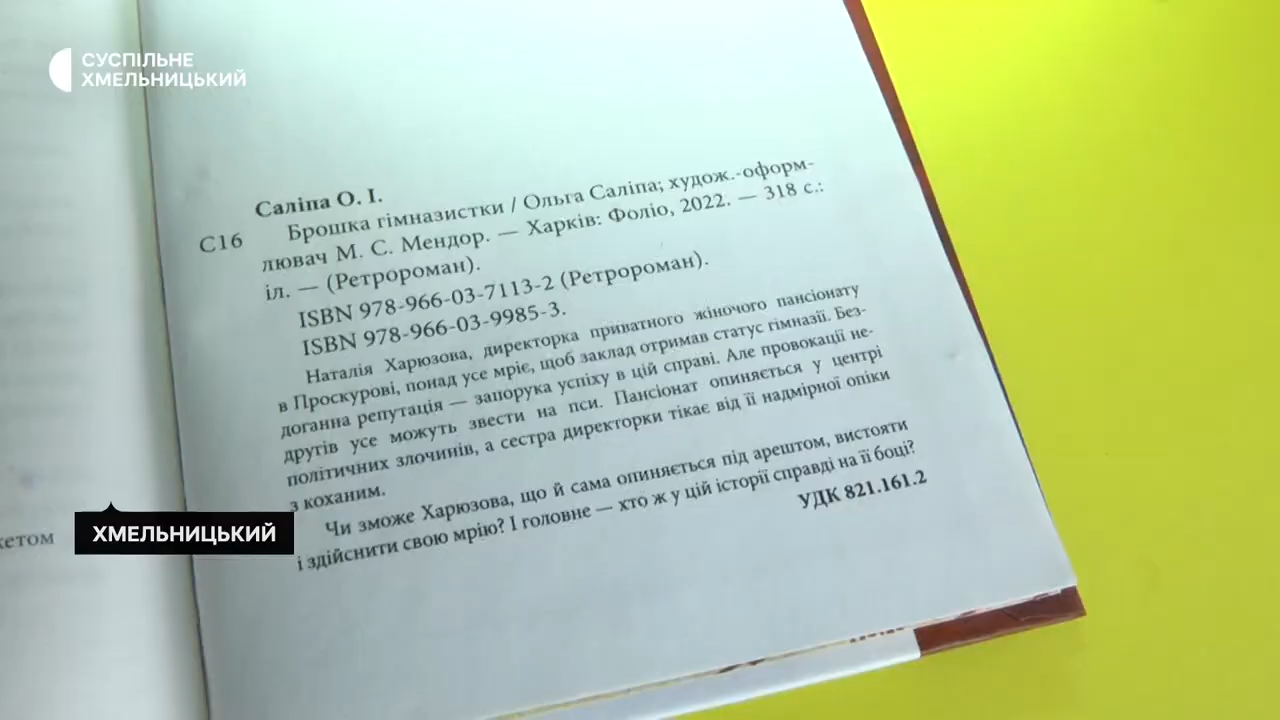 СУСПІЛЬНЕ
ХМЕЛЬНИЦЬКИЙ
Саліпа О. І.
С16 Брошка гімназистки / Ольга Саліпа; худож.-оформ-
лювач М. С. Мендор. — Харків: Фоліо, 2022. — 318 с.:
іл. — (Ретророман).
ISBN 978-966-03-7113-2 (Ретророман).
ISBN 978-966-03-9985-3.
Наталія Харюзова, директорка приватного жіночого пансіонату
в Проскурові, понад усе мріє, щоб заклад отримав статус гімназії. Без-
доганна репутація — запорука успіху в цій справі. Але провокації не-
другів усе можуть звести на пси. Пансіонат опиняється у центрі
політичних злочинів, а сестра директорки тікає від її надмірної опіки
з коханим.
Чи зможе Харюзова, що й сама опиняється під арештом, вистояти
і здійснити свою мрію? І головне — хто ж у цій історії справді на її боці?
УДК 821.161.2
ХМЕЛЬНИЦЬКИЙ